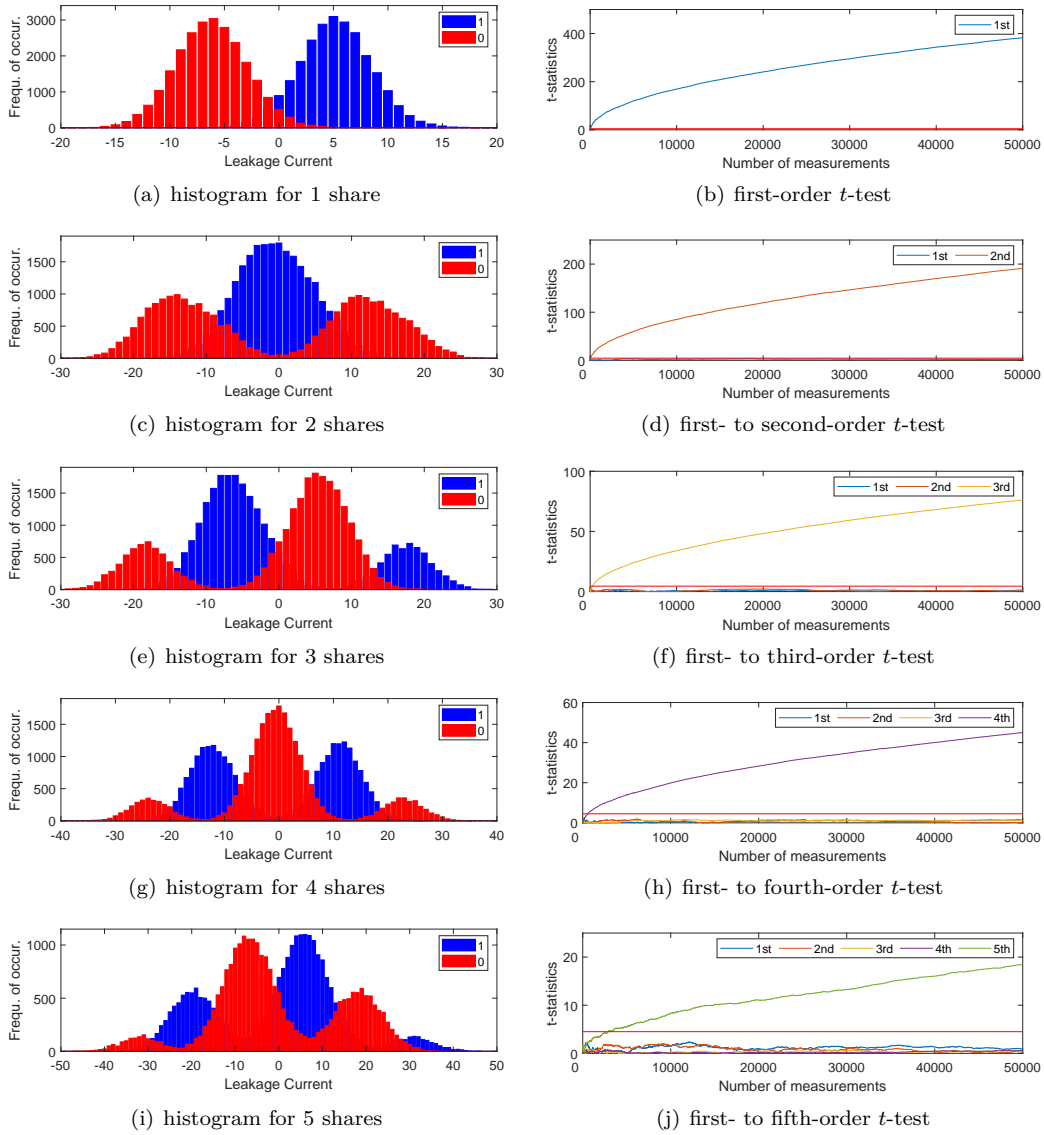 3000
2000
1000
0
Frequ. of occur.
-20 -15 -10 -5 0 5 10 15 20
Leakage Current
1
0
(a) histogram for 1 share
400
200
0
t-statistics
0 10000 20000 30000 40000 50000
Number of measurements
1st
(b) first-order t-test
1500
1000
500
0
Frequ. of occur.
-30 -20 -10 0 10 20 30
Leakage Current
1
0
(c) histogram for 2 shares
200
100
0
t-statistics
0 10000 20000 30000 40000 50000
Number of measurements
1st 2nd
(d) first- to second-order t-test
1500
1000
500
0
Frequ. of occur.
-30 -20 -10 0 10 20 30
Leakage Current
1
0
(e) histogram for 3 shares
100
50
0
t-statistics
0 10000 20000 30000 40000 50000
Number of measurements
1st 2nd 3rd
(f) first- to third-order t-test
1500
1000
500
0
Frequ. of occur.
-40 -30 -20 -10 0 10 20 30 40
Leakage Current
1
0
(g) histogram for 4 shares
60
40
20
0
t-statistics
0 10000 20000 30000 40000 50000
Number of measurements
1st 2nd 3rd 4th
(h) first- to fourth-order t-test
1000
500
0
Frequ. of occur.
-50 -40 -30 -20 -10 0 10 20 30 40 50
Leakage Current
1
0
(i) histogram for 5 shares
20
10
0
t-statistics
0 10000 20000 30000 40000 50000
Number of measurements
1st 2nd 3rd 4th 5th
(j) first- to fifth-order t-test